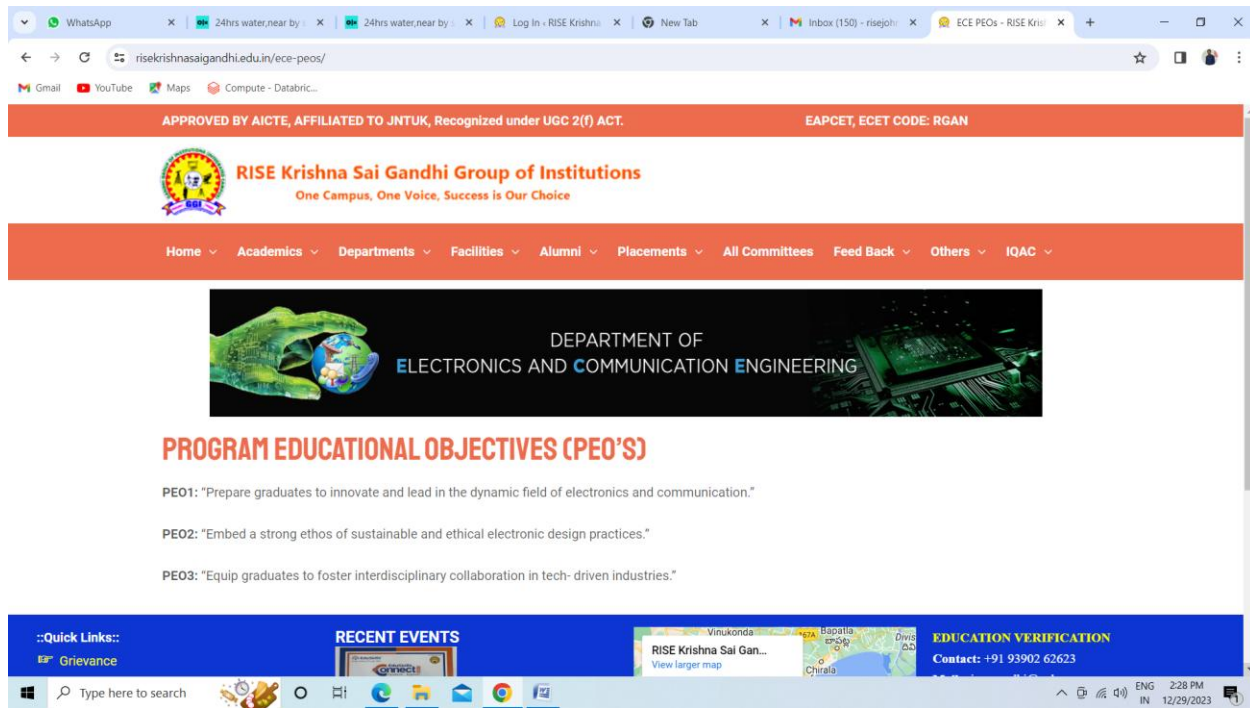 WhatsApp
24hrs water,near by
24hrs water,near by
Log In ‹ RISE Krishna
New Tab
Inbox (150) - risejohn
ECE PEOs - RISE Kris
risekrishnasaigandhi.edu.in/ece-peos/
Gmail YouTube Maps Compute - Databric...
APPROVED BY AICTE, AFFILIATED TO JNTUK, Recognized under UGC 2(f) ACT. EAPCET, ECET CODE: RGAN
GGI
RISE Krishna Sai Gandhi Group of Institutions
One Campus, One Voice, Success is Our Choice
Home Academics Departments Facilities Alumni Placements All Committees Feed Back Others IQAC
DEPARTMENT OF
ELECTRONICS AND COMMUNICATION ENGINEERING
PROGRAM EDUCATIONAL OBJECTIVES (PEO'S)
PEO1: “Prepare graduates to innovate and lead in the dynamic field of electronics and communication.”
PEO2: “Embed a strong ethos of sustainable and ethical electronic design practices.”
PEO3: “Equip graduates to foster interdisciplinary collaboration in tech- driven industries.”
::Quick Links::
Grievance
RECENT EVENTS
Connect
Vinukonda
167A
Bapatla
బాపట్ల
Chirala
RISE Krishna Sai Gan...
View larger map
EDUCATION VERIFICATION
Contact: +91 93902 62623
Type here to search
ENG
IN
2:28 PM
12/29/2023
1